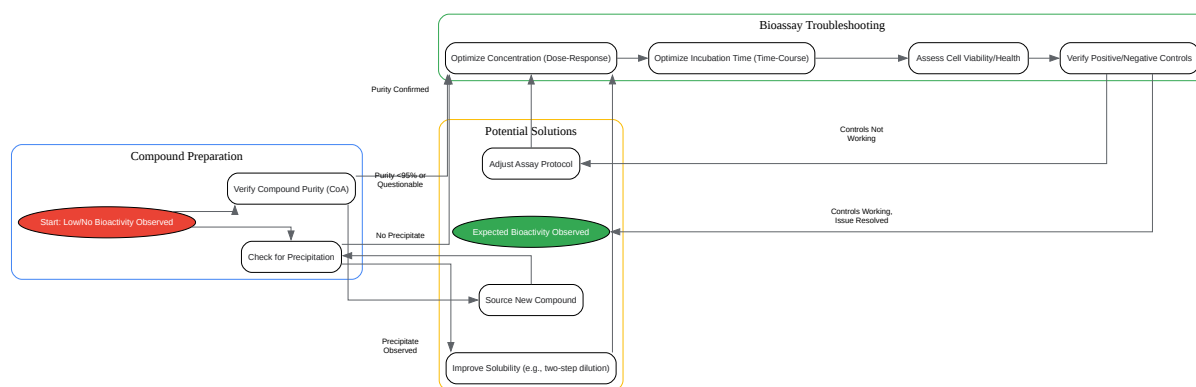 Bioassay Troubleshooting
Optimize Concentration (Dose-Response)
Optimize Incubation Time (Time-Course)
Assess Cell Viability/Health
Verify Positive/Negative Controls
Purity Confirmed
Potential Solutions
Controls Not
Working
Compound Preparation
Adjust Assay Protocol
Verify Compound Purity (CoA)
Purity <95% or
Questionable
Start: Low/No Bioactivity Observed
Controls Working,
Issue Resolved
No Precipitate
Expected Bioactivity Observed
Check for Precipitation
Source New Compound
Precipitate
Observed
Improve Solubility (e.g., two-step dilution)